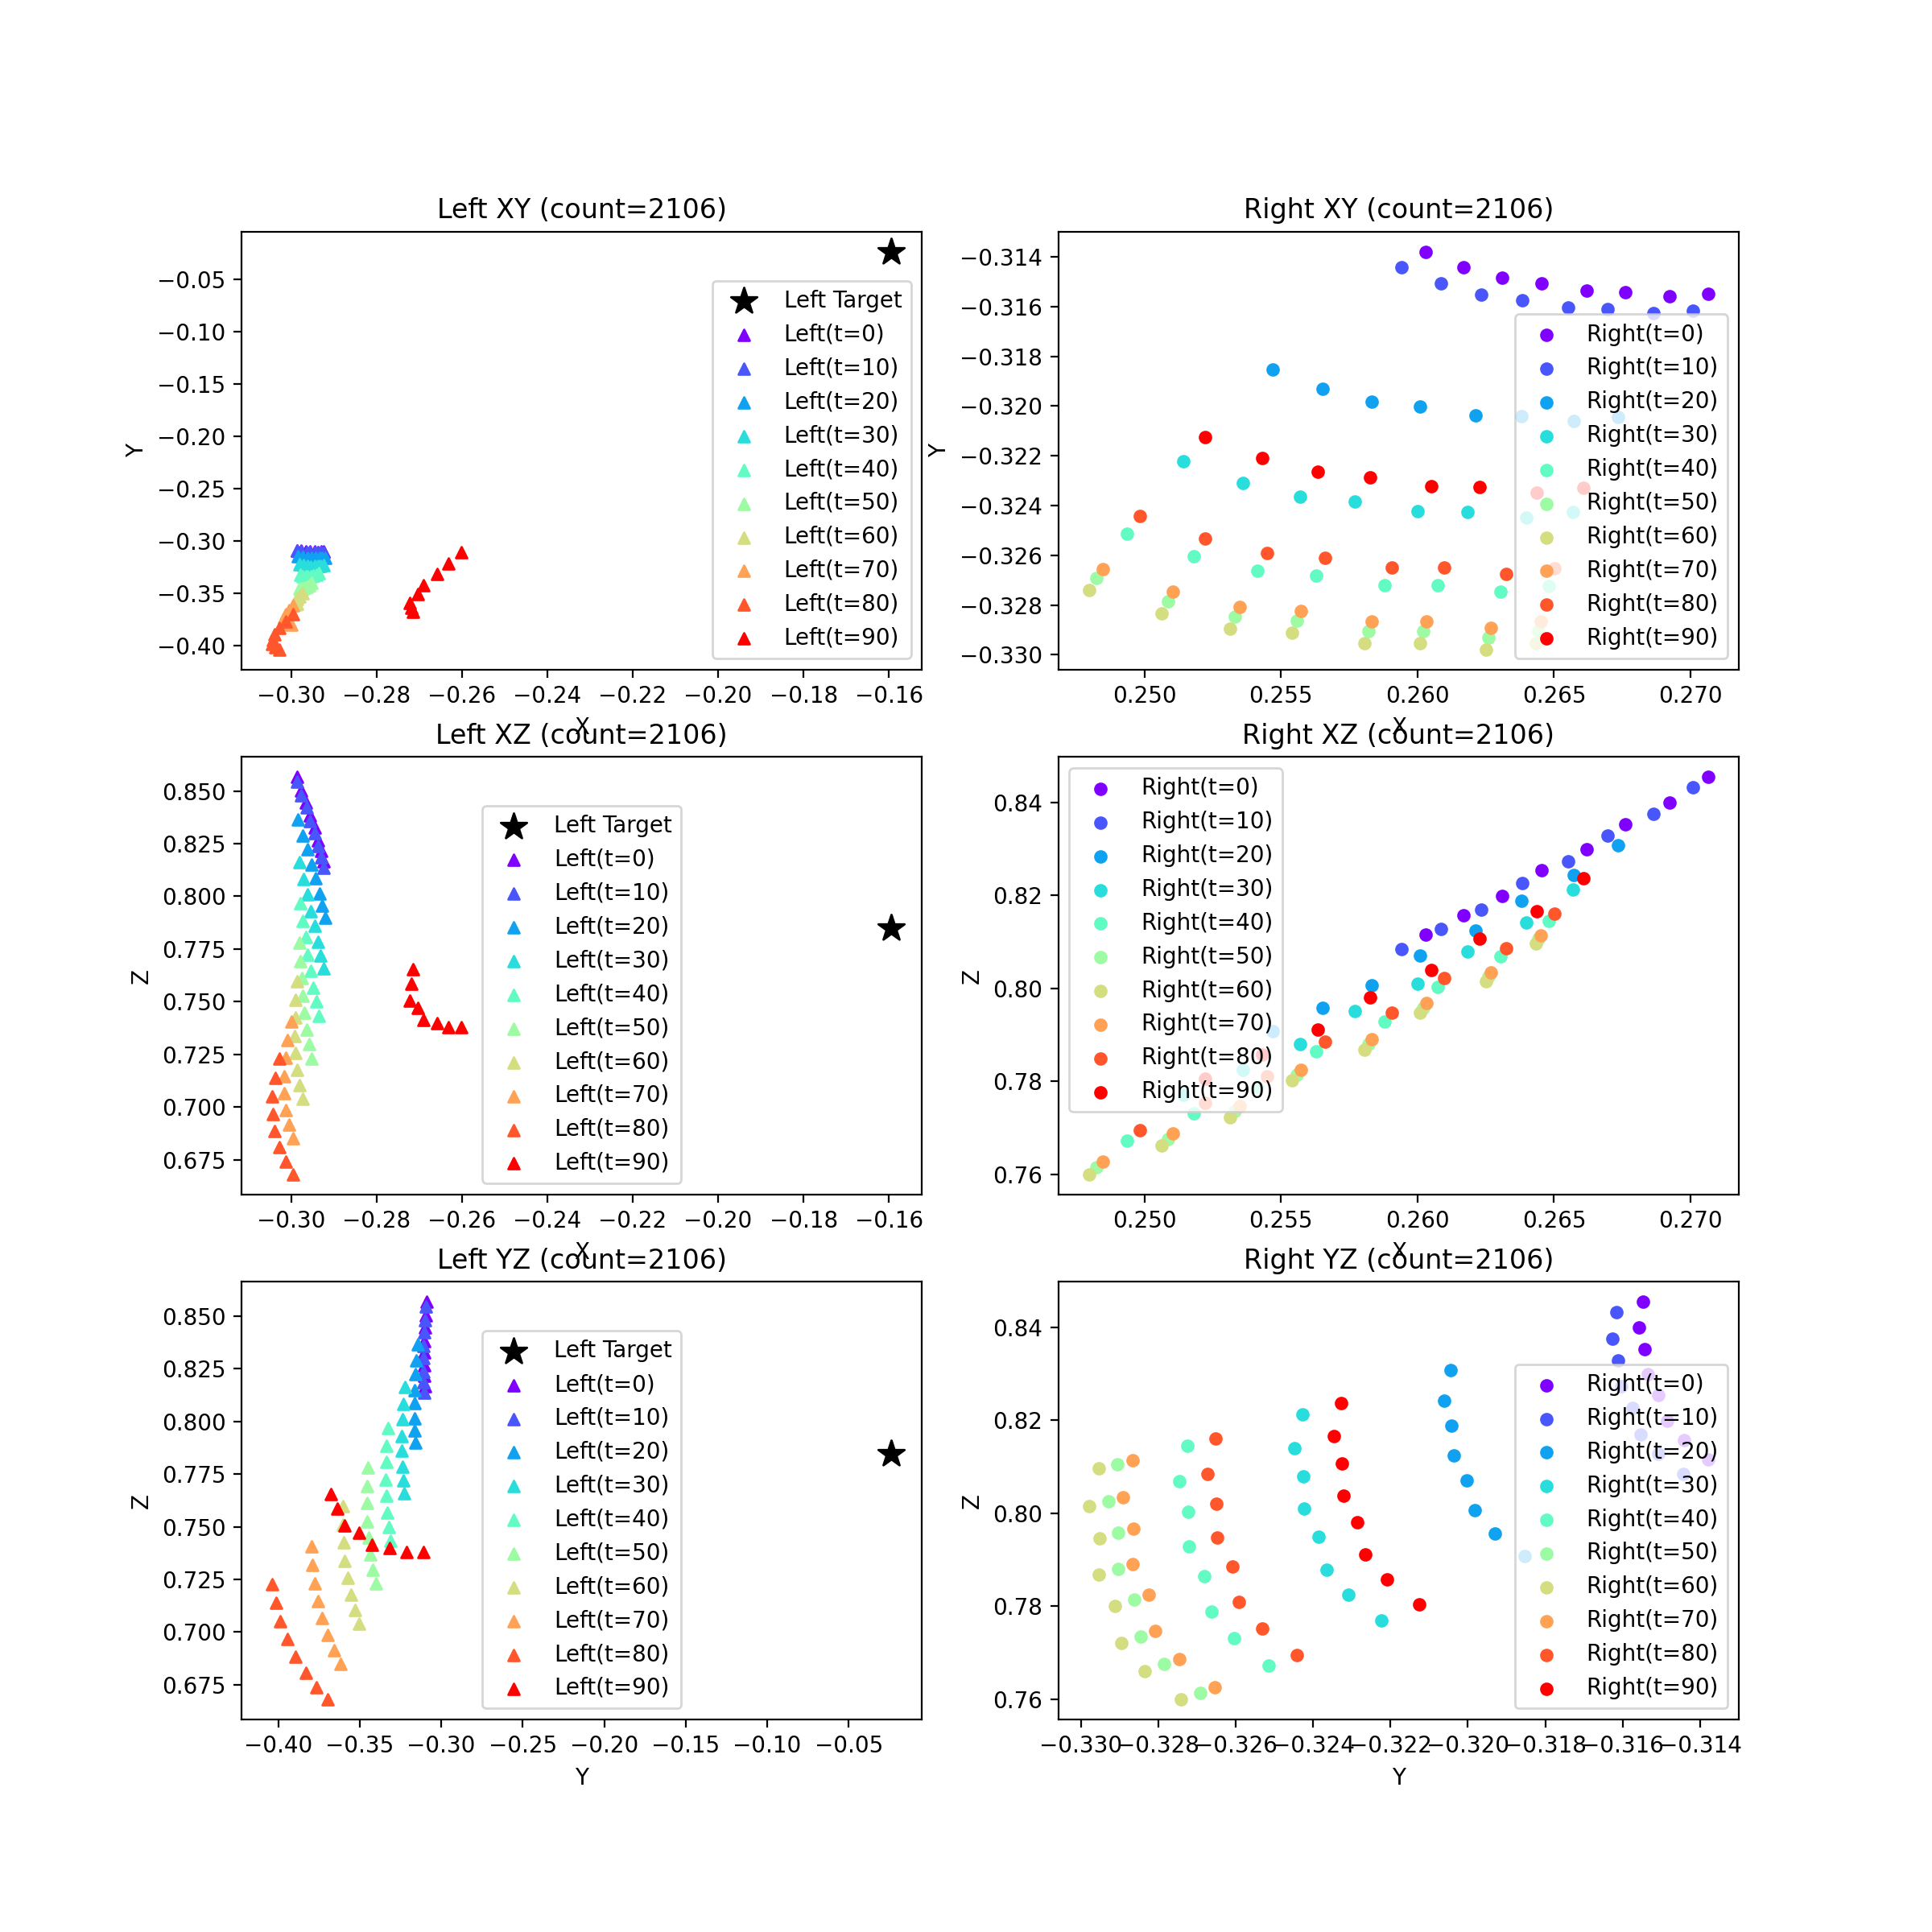 Left XY (count=2106)
Y
−0.05
−0.10
−0.15
−0.20
−0.25
−0.30
−0.35
−0.40
Left Target
Left(t=0)
Left(t=10)
Left(t=20)
Left(t=30)
Left(t=40)
Left(t=50)
Left(t=60)
Left(t=70)
Left(t=80)
Left(t=90)
−0.30 −0.28 −0.26 −0.24 −0.22 −0.20 −0.18 −0.16
X
Right XY (count=2106)
Y
−0.314
−0.316
−0.318
−0.320
−0.322
−0.324
−0.326
−0.328
−0.330
Right(t=0)
Right(t=10)
Right(t=20)
Right(t=30)
Right(t=40)
Right(t=50)
Right(t=60)
Right(t=70)
Right(t=80)
Right(t=90)
0.250 0.255 0.260 0.265 0.270
X
Left XZ (count=2106)
Z
0.850
0.825
0.800
0.775
0.750
0.725
0.700
0.675
Left Target
Left(t=0)
Left(t=10)
Left(t=20)
Left(t=30)
Left(t=40)
Left(t=50)
Left(t=60)
Left(t=70)
Left(t=80)
Left(t=90)
−0.30 −0.28 −0.26 −0.24 −0.22 −0.20 −0.18 −0.16
X
Right XZ (count=2106)
Z
0.84
0.82
0.80
0.78
0.76
Right(t=0)
Right(t=10)
Right(t=20)
Right(t=30)
Right(t=40)
Right(t=50)
Right(t=60)
Right(t=70)
Right(t=80)
Right(t=90)
0.250 0.255 0.260 0.265 0.270
X
Left YZ (count=2106)
Z
0.850
0.825
0.800
0.775
0.750
0.725
0.700
0.675
Left Target
Left(t=0)
Left(t=10)
Left(t=20)
Left(t=30)
Left(t=40)
Left(t=50)
Left(t=60)
Left(t=70)
Left(t=80)
Left(t=90)
−0.40 −0.35 −0.30 −0.25 −0.20 −0.15 −0.10 −0.05
Y
Right YZ (count=2106)
Z
0.84
0.82
0.80
0.78
0.76
Right(t=0)
Right(t=10)
Right(t=20)
Right(t=30)
Right(t=40)
Right(t=50)
Right(t=60)
Right(t=70)
Right(t=80)
Right(t=90)
−0.330 −0.328 −0.326 −0.324 −0.322 −0.320 −0.318 −0.316 −0.314
Y